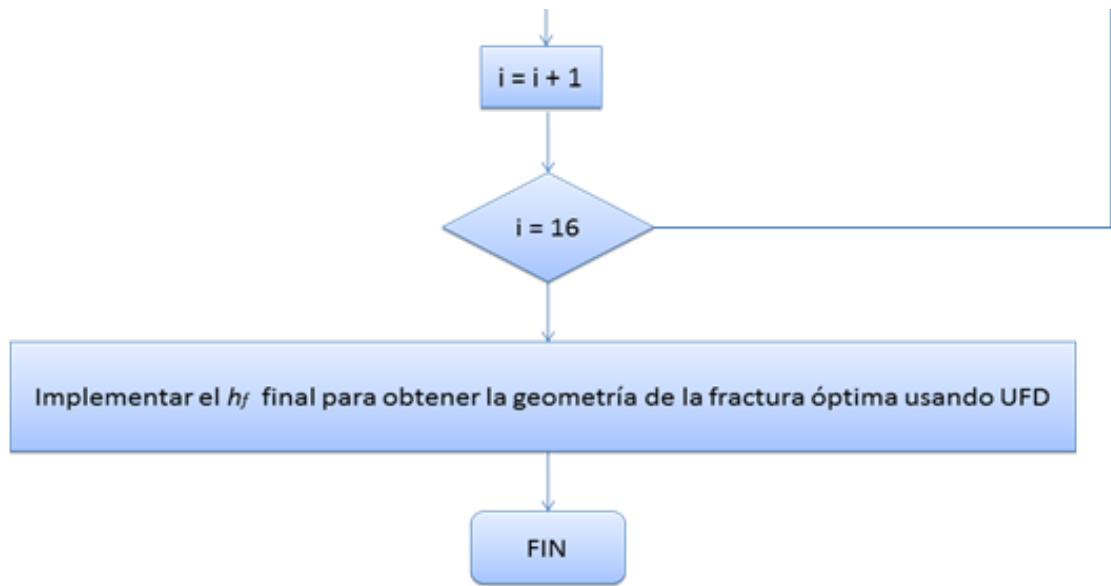 i = i + 1
i = 16
Implementar el hf final para obtener la geometría de la fractura óptima usando UFD
FIN